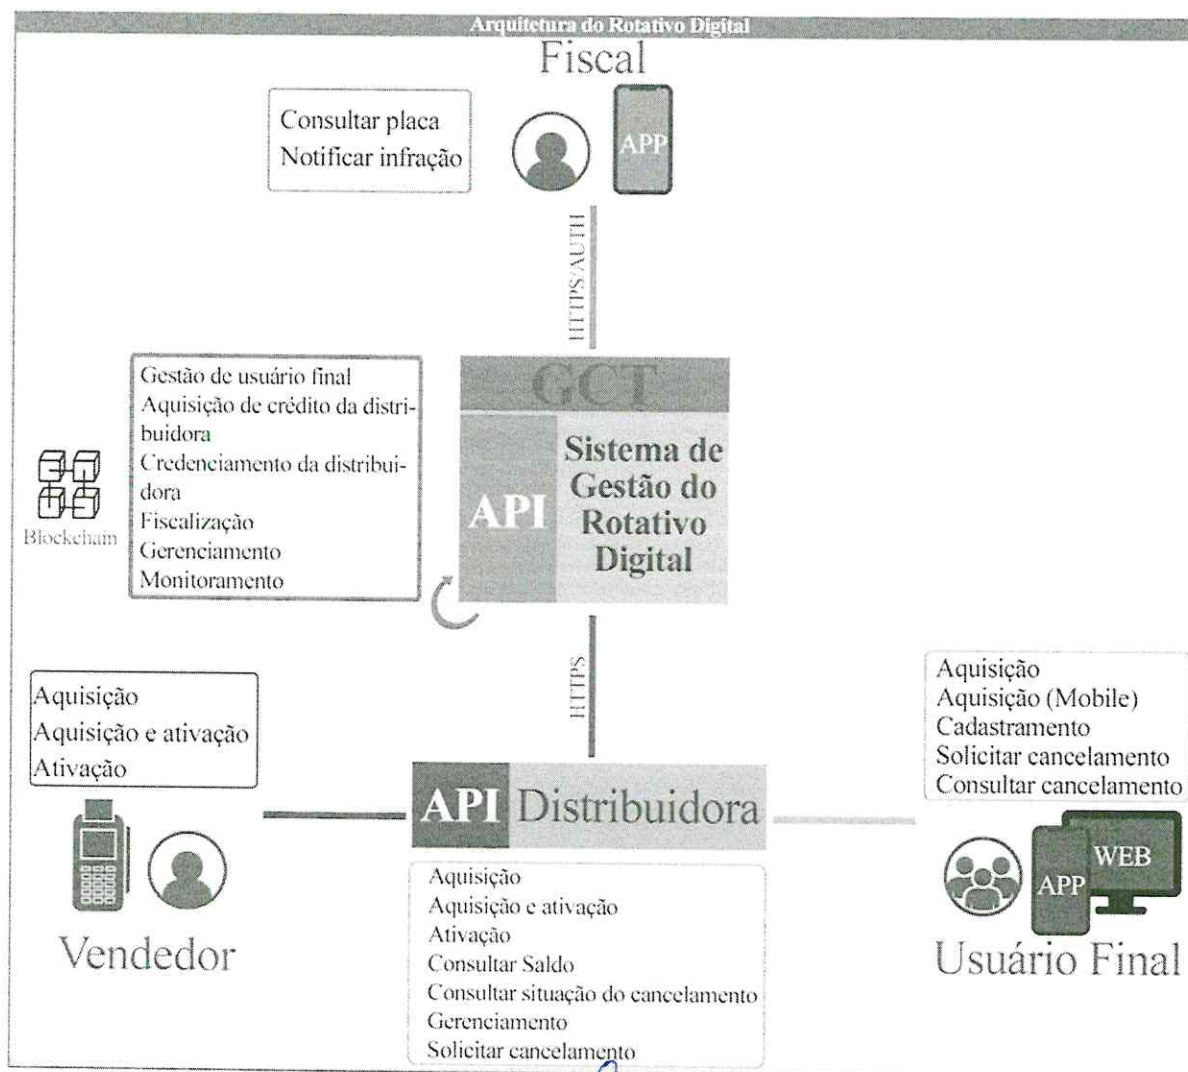 Arquitetura do Rotativo Digital
Fiscal
Consultar placa
Notificar infração
APP
HTTPS/AUTH
Gestão de usuário final
Aquisição de crédito da distri-
buidora
Credenciamento da distribui-
dora
Fiscalização
Gerenciamento
Monitoramento
Blockchain
GCT
API
Sistema de
Gestão do
Rotativo
Digital
HTTPS
Aquisição
Aquisição e ativação
Ativação
Vendedor
API Distribuidora
Aquisição
Aquisição e ativação
Ativação
Consultar Saldo
Consultar situação do cancelamento
Gerenciamento
Solicitar cancelamento
Aquisição
Aquisição (Mobile)
Cadastramento
Solicitar cancelamento
Consultar cancelamento
APP
WEB
Usuário Final